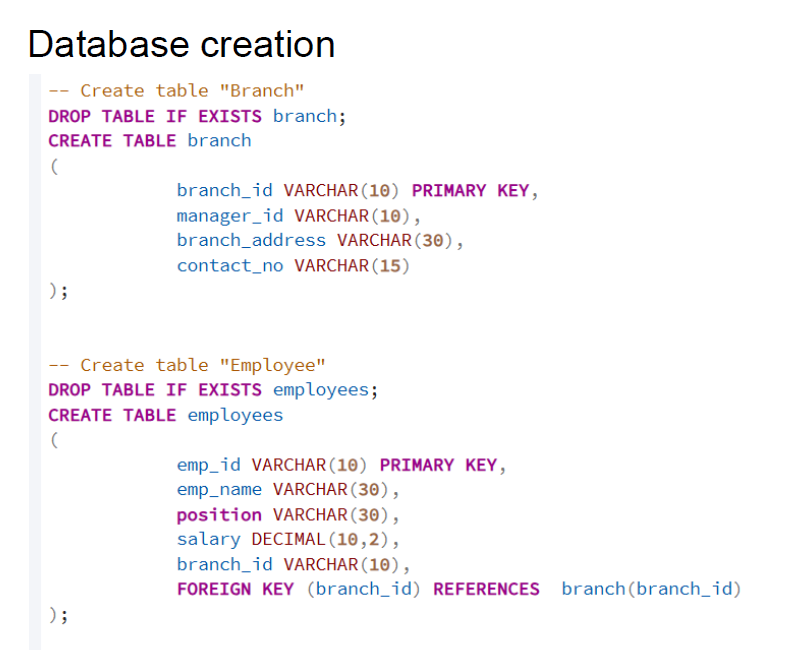 Database creation
-- Create table "Branch"
DROP TABLE IF EXISTS branch;
CREATE TABLE branch
(
branch_id VARCHAR(10) PRIMARY KEY,
manager_id VARCHAR(10),
branch_address VARCHAR(30),
contact_no VARCHAR(15)
);
-- Create table "Employee"
DROP TABLE IF EXISTS employees;
CREATE TABLE employees
(
emp_id VARCHAR(10) PRIMARY KEY,
emp_name VARCHAR(30),
position VARCHAR(30),
salary DECIMAL(10,2),
branch_id VARCHAR(10),
FOREIGN KEY (branch_id) REFERENCES  branch(branch_id)
);